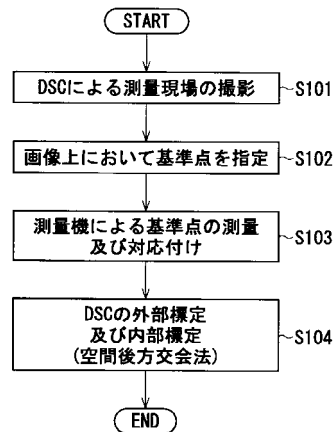 START
DSCによる測量現場の撮影
S101
画像上において基準点を指定
S102
測量機による基準点の測量
及び対応付け
S103
DSCの外部標定
及び内部標定
(空間後方交会法)
S104
END